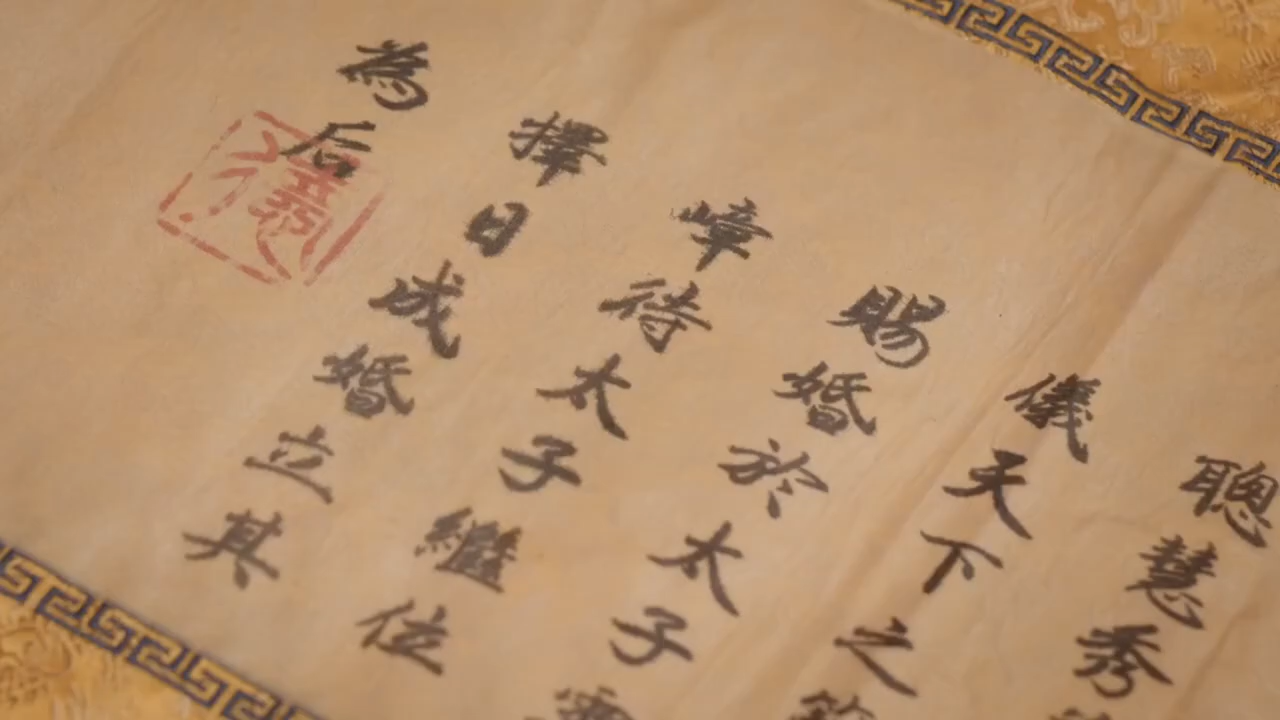 聰慧秀
儀天下之
賜婚於太子
嶂待太子繼位
擇日成婚立其
為后